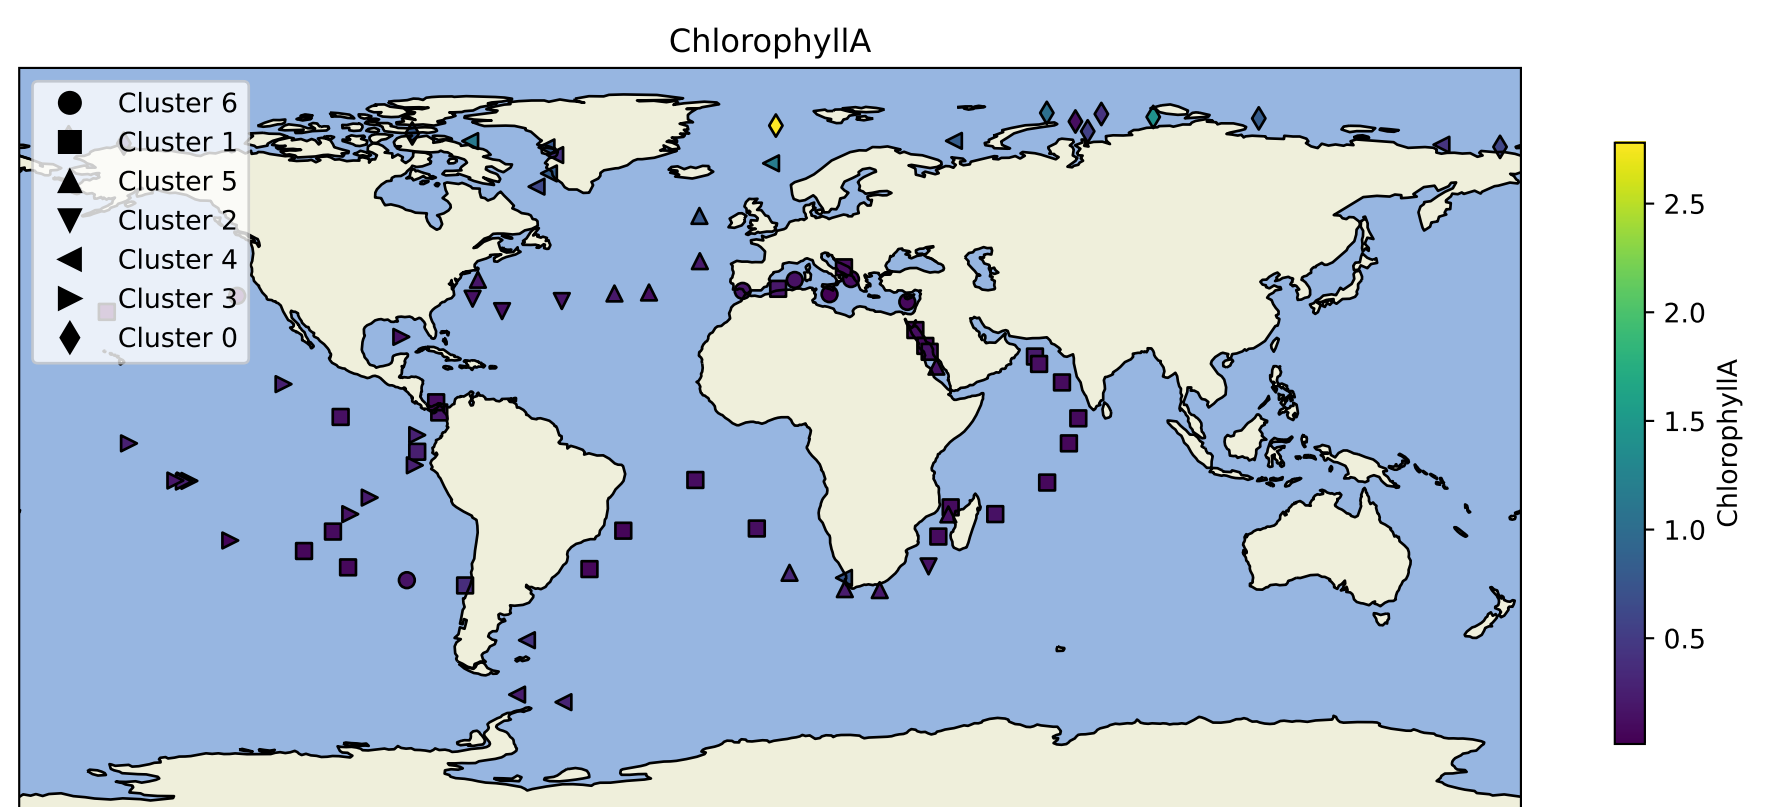 ChlorophyllA
Cluster 6
Cluster 1
Cluster 5
Cluster 2
Cluster 4
Cluster 3
Cluster 0
2.5
2.0
1.5
1.0
0.5
ChlorophyllA